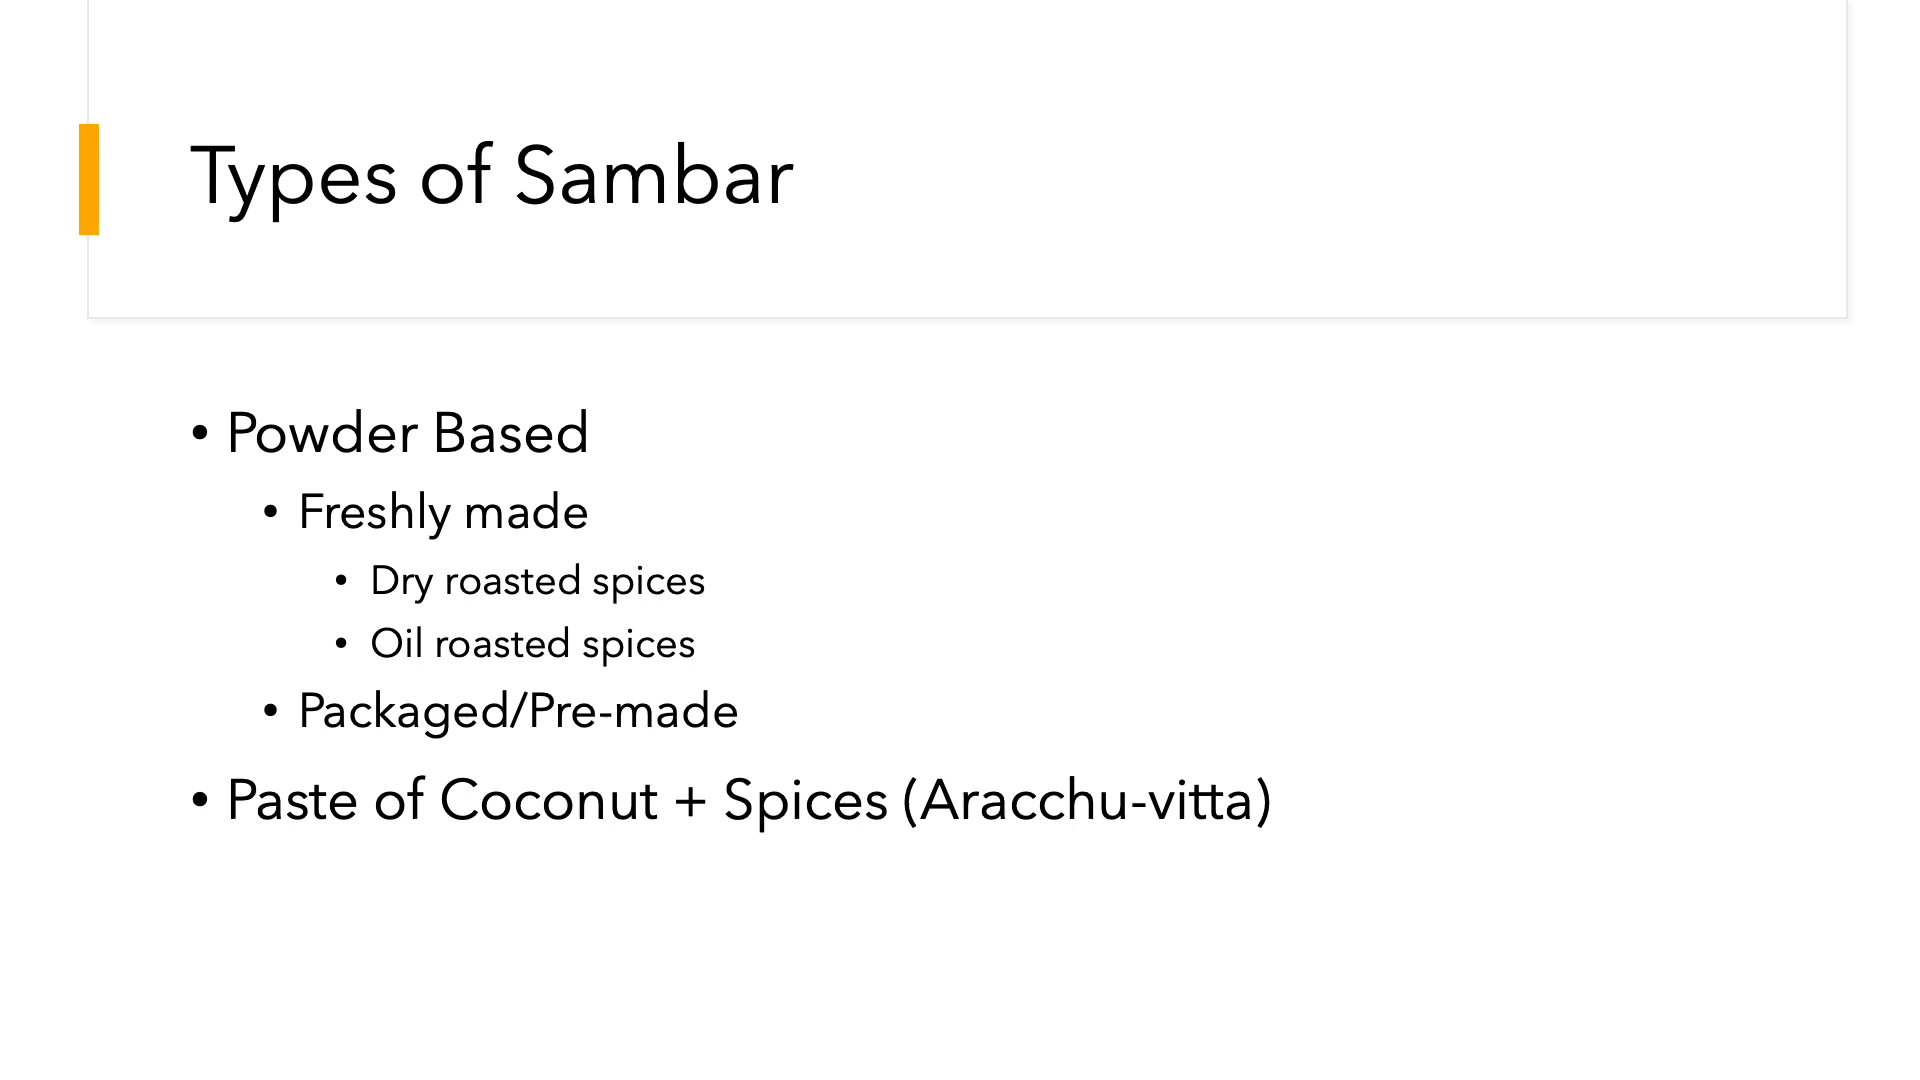 Types of Sambar
• Powder Based
• Freshly made
• Dry roasted spices
• Oil roasted spices
• Packaged/Pre-made
• Paste of Coconut + Spices (Aracchu-vitta)